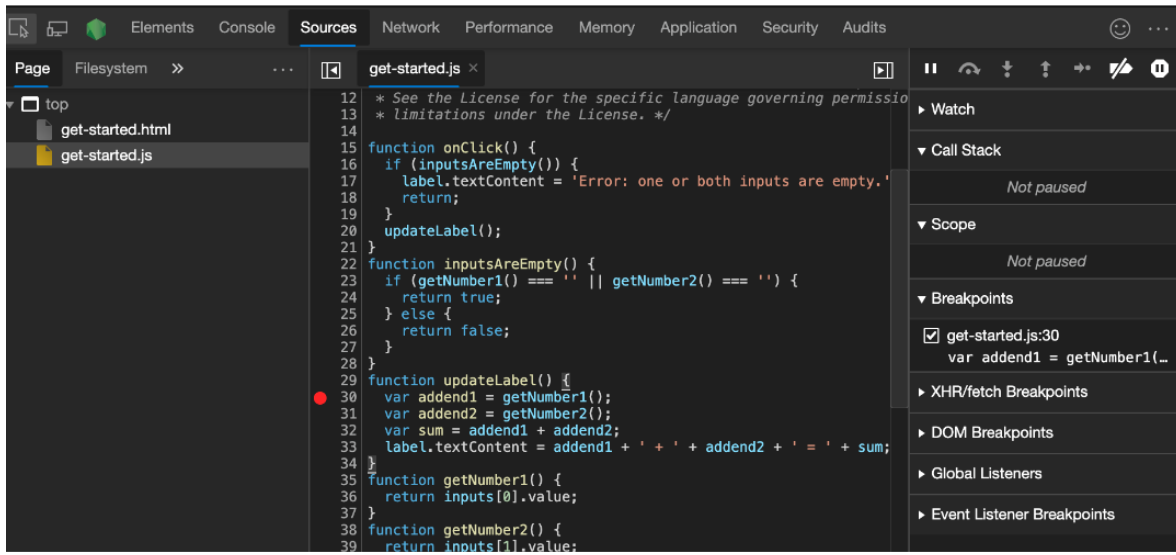 Elements Console Sources Network Performance Memory Application Security Audits
Page Filesystem » ...
top
get-started.html
get-started.js
get-started.js ×
12 * See the License for the specific language governing permissio
13 * limitations under the License. */
14
15 function onClick() {
16 if (inputsAreEmpty()) {
17 label.textContent = 'Error: one or both inputs are empty.'
18 return;
19 }
20 updateLabel();
21 }
22 function inputsAreEmpty() {
23 if (getNumber1() === '' || getNumber2() === '') {
24 return true;
25 } else {
26 return false;
27 }
28 }
29 function updateLabel() {
30 var addend1 = getNumber1();
31 var addend2 = getNumber2();
32 var sum = addend1 + addend2;
33 label.textContent = addend1 + ' + ' + addend2 + ' = ' + sum;
34 }
35 function getNumber1() {
36 return inputs[0].value;
37 }
38 function getNumber2() {
39 return inputs[1].value;
Watch
Call Stack
Not paused
Scope
Not paused
Breakpoints
get-started.js:30
var addend1 = getNumber1(…
XHR/fetch Breakpoints
DOM Breakpoints
Global Listeners
Event Listener Breakpoints